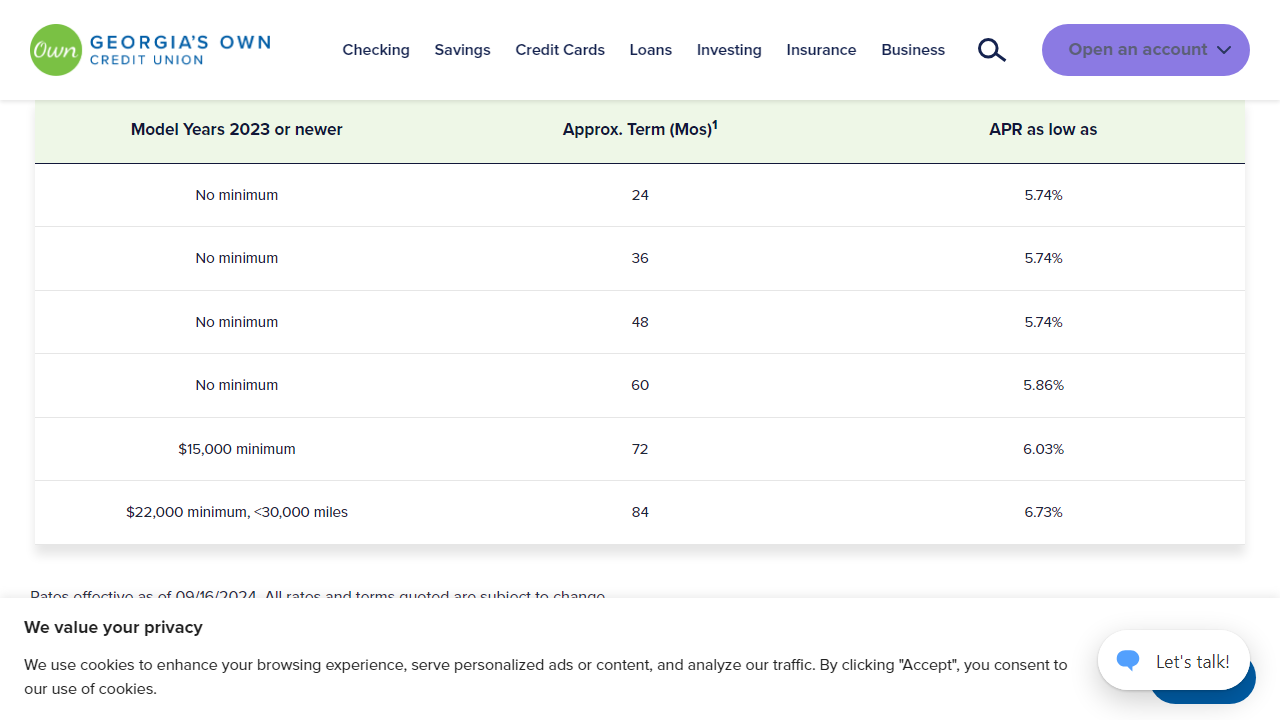 Own GEORGIA'S OWN
CREDIT UNION
Checking Savings Credit Cards Loans Investing Insurance Business Open an account
Model Years 2023 or newer Approx. Term (Mos)1 APR as low as
No minimum 24 5.74%
No minimum 36 5.74%
No minimum 48 5.74%
No minimum 60 5.86%
$15,000 minimum 72 6.03%
$22,000 minimum, <30,000 miles 84 6.73%
Rates effective as of 09/16/2024. All rates and terms quoted are subject to change.
We value your privacy
We use cookies to enhance your browsing experience, serve personalized ads or content, and analyze our traffic. By clicking "Accept", you consent to
our use of cookies.
Let's talk!